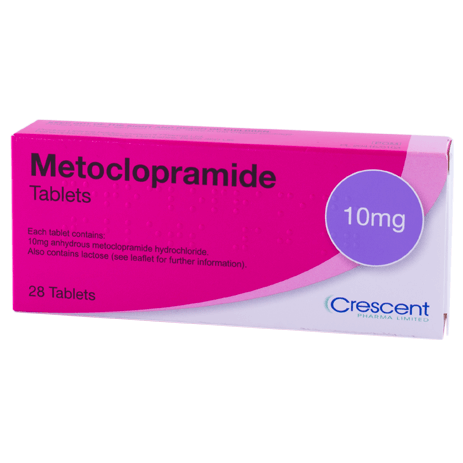 Metoclopramide
Tablets
10mg
Each tablet contains:
10mg anhydrous metoclopramide hydrochloride.
Also contains lactose (see leaflet for further information).
28 Tablets
Crescent
PHARMA LIMITED